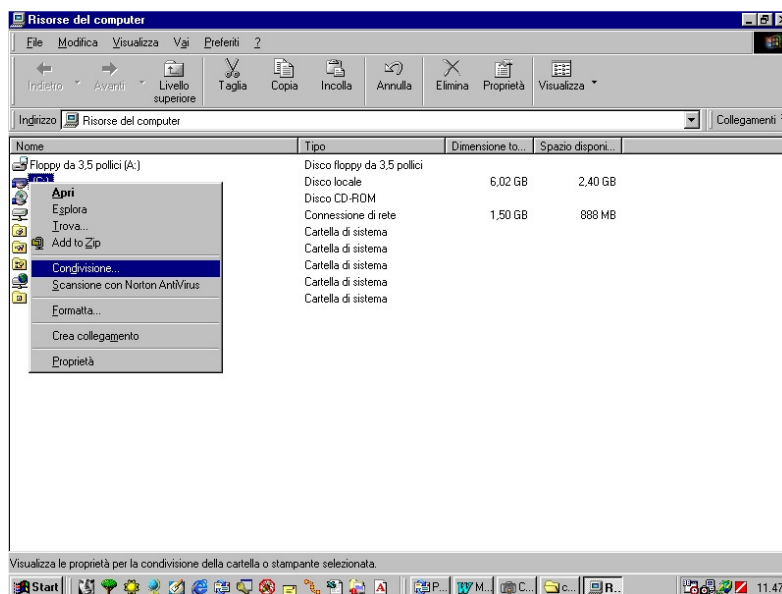 Risorse del computer
File Modifica Visualizza Vai Preferiti ?
Indietro Avanti Livello superiore Taglia Copia Incolla Annulla Elimina Proprietà Visualizza
Indirizzo Risorse del computer Collegamenti
Nome Tipo Dimensione to... Spazio disponi...
Floppy da 3,5 pollici (A:) Disco floppy da 3,5 pollici
(C:) Disco locale 6,02 GB 2,40 GB
Disco CD-ROM
Connessione di rete 1,50 GB 888 MB
Cartella di sistema
Cartella di sistema
Cartella di sistema
Cartella di sistema
Cartella di sistema
Apri
Esplora
Trova...
Add to Zip
Condivisione...
Scansione con Norton AntiVirus
Formatta...
Crea collegamento
Proprietà
Visualizza le proprietà per la condivisione della cartella o stampante selezionata.
Start P... M... C... c... R.. 11.47